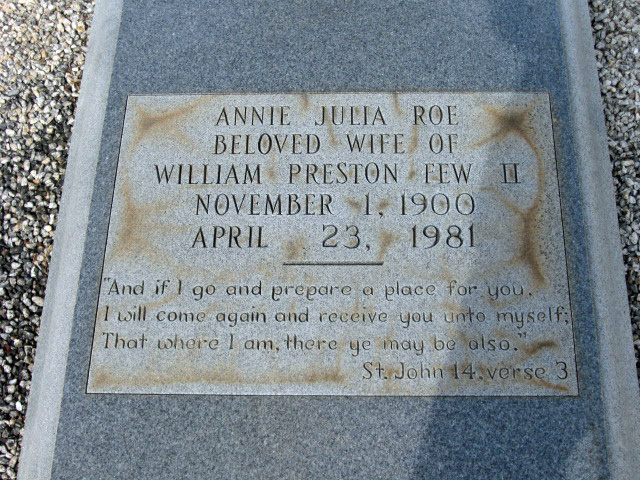 ANNIE JULIA ROE
BELOVED WIFE OF
WILLIAM PRESTON FEW II
NOVEMBER 1, 1900
APRIL 23, 1981
"And if I go and prepare a place for you,
I will come again and receive you unto myself;
That where I am, there ye may be also."
St. John 14, verse 3